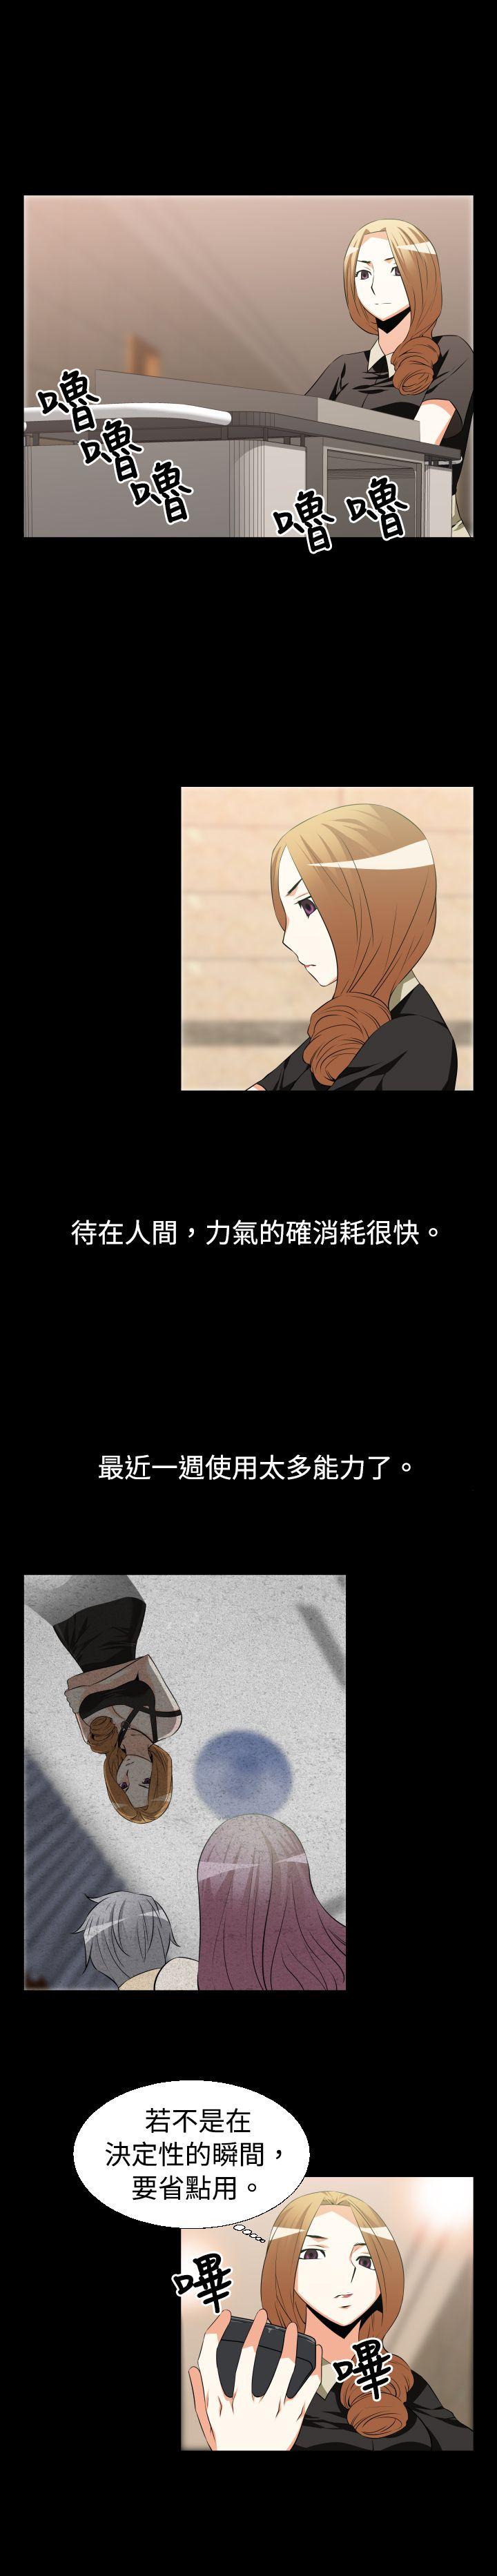 嚕
嚕
嚕
嚕
嚕
待在人間，力氣的確消耗很快。
最近一週使用太多能力了。
若不是在
決定性的瞬間，
要省點用。
嗶
嗶